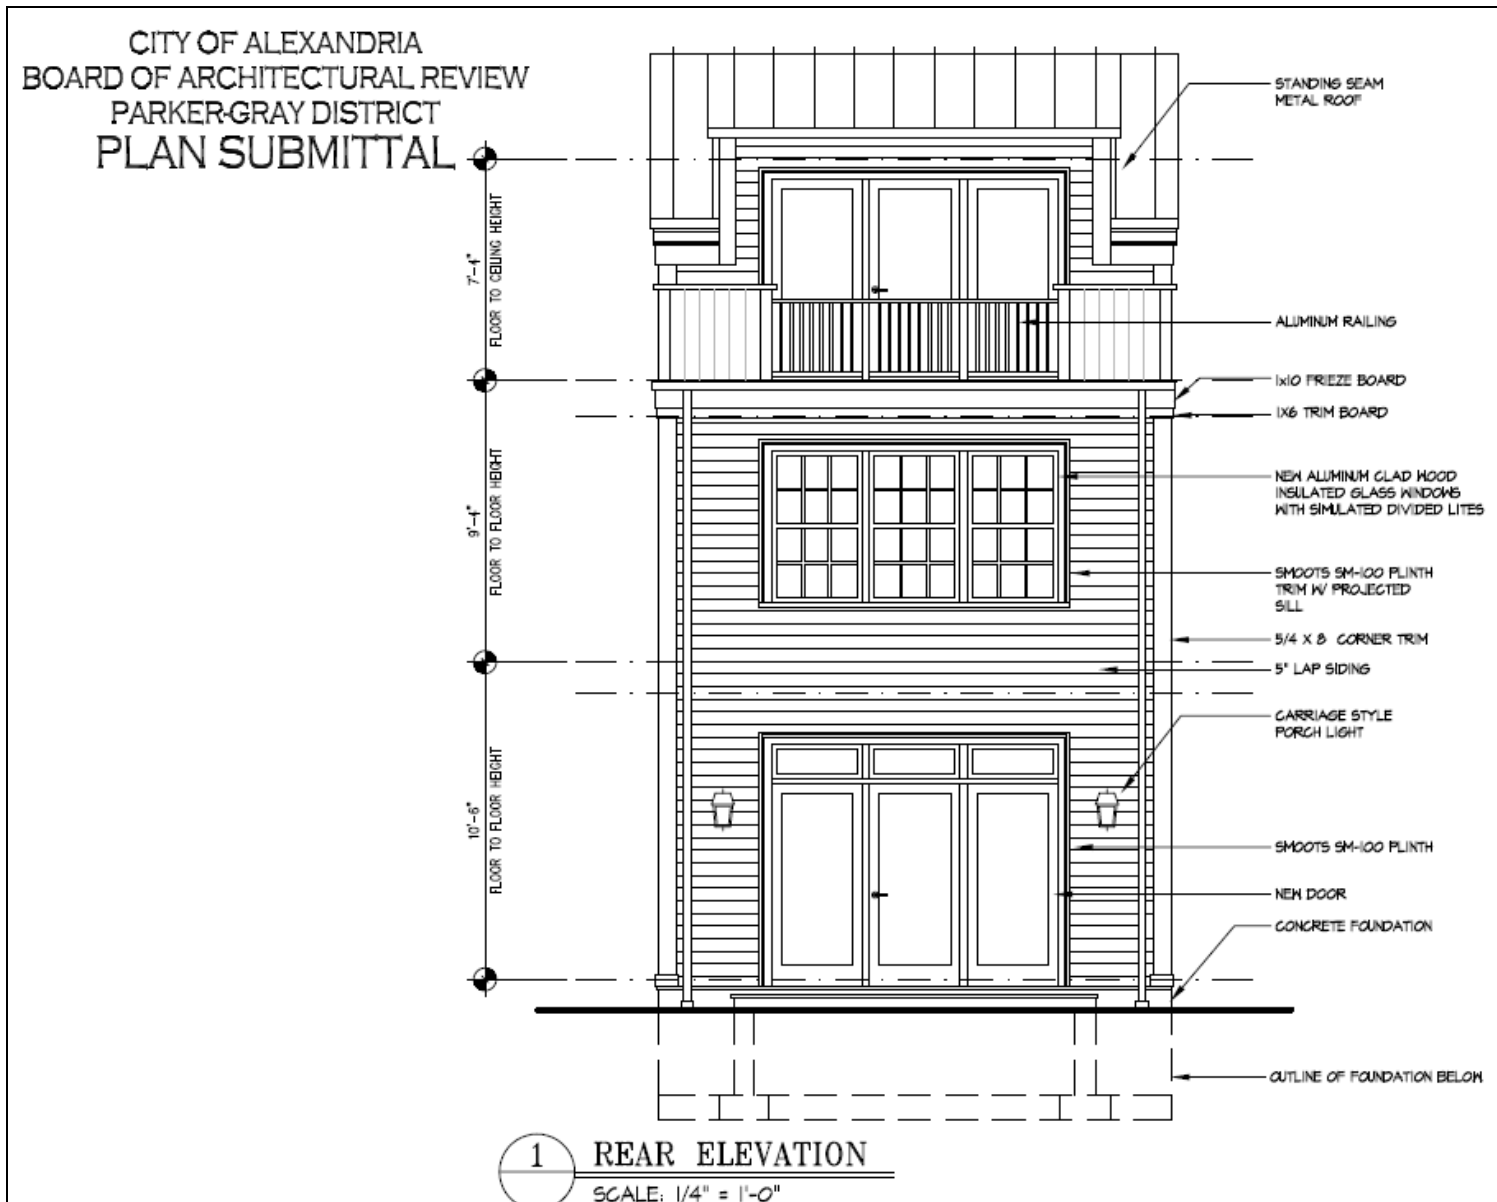 CITY OF ALEXANDRIA
BOARD OF ARCHITECTURAL REVIEW
PARKER-GRAY DISTRICT
PLAN SUBMITTAL
STANDING SEAM
METAL ROOF
7'-4"
FLOOR TO CEILING HEIGHT
ALUMINUM RAILING
1x10 FRIEZE BOARD
1X6 TRIM BOARD
9'-4"
FLOOR TO FLOOR HEIGHT
NEW ALUMINUM CLAD WOOD
INSULATED GLASS WINDOWS
WITH SIMULATED DIVIDED LITES
SMOOTS SM-100 PLINTH
TRIM W/ PROJECTED
SILL
5/4 X 8 CORNER TRIM
5" LAP SIDING
CARRIAGE STYLE
PORCH LIGHT
10'-6"
FLOOR TO FLOOR HEIGHT
SMOOTS SM-100 PLINTH
NEW DOOR
CONCRETE FOUNDATION
OUTLINE OF FOUNDATION BELOW
1
REAR ELEVATION
SCALE: 1/4" = 1'-0"